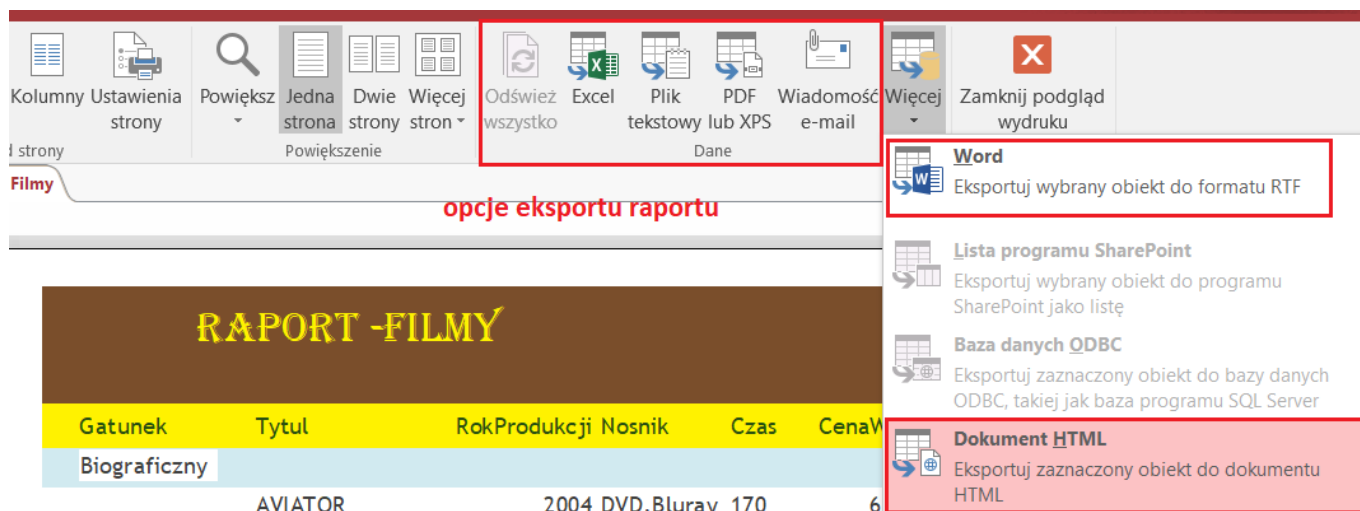 Kolumny Ustawienia strony
Powiększ Jedna strona Dwie strony Więcej stron
Odśwież wszystko Excel Plik tekstowy PDF lub XPS Wiadomość e-mail
Więcej Zamknij podgląd wydruku
strony Powiększenie Dane
Filmy
opcje eksportu raportu
Word
Eksportuj wybrany obiekt do formatu RTF
Lista programu SharePoint
Eksportuj wybrany obiekt do programu
SharePoint jako listę
Baza danych ODBC
Eksportuj zaznaczony obiekt do bazy danych
ODBC, takiej jak baza programu SQL Server
Dokument HTML
Eksportuj zaznaczony obiekt do dokumentu
HTML
RAPORT -FILMY
Gatunek Tytul RokProdukcji Nosnik Czas CenaW
Biograficzny
AVIATOR 2004 DVD,Bluray 170 6